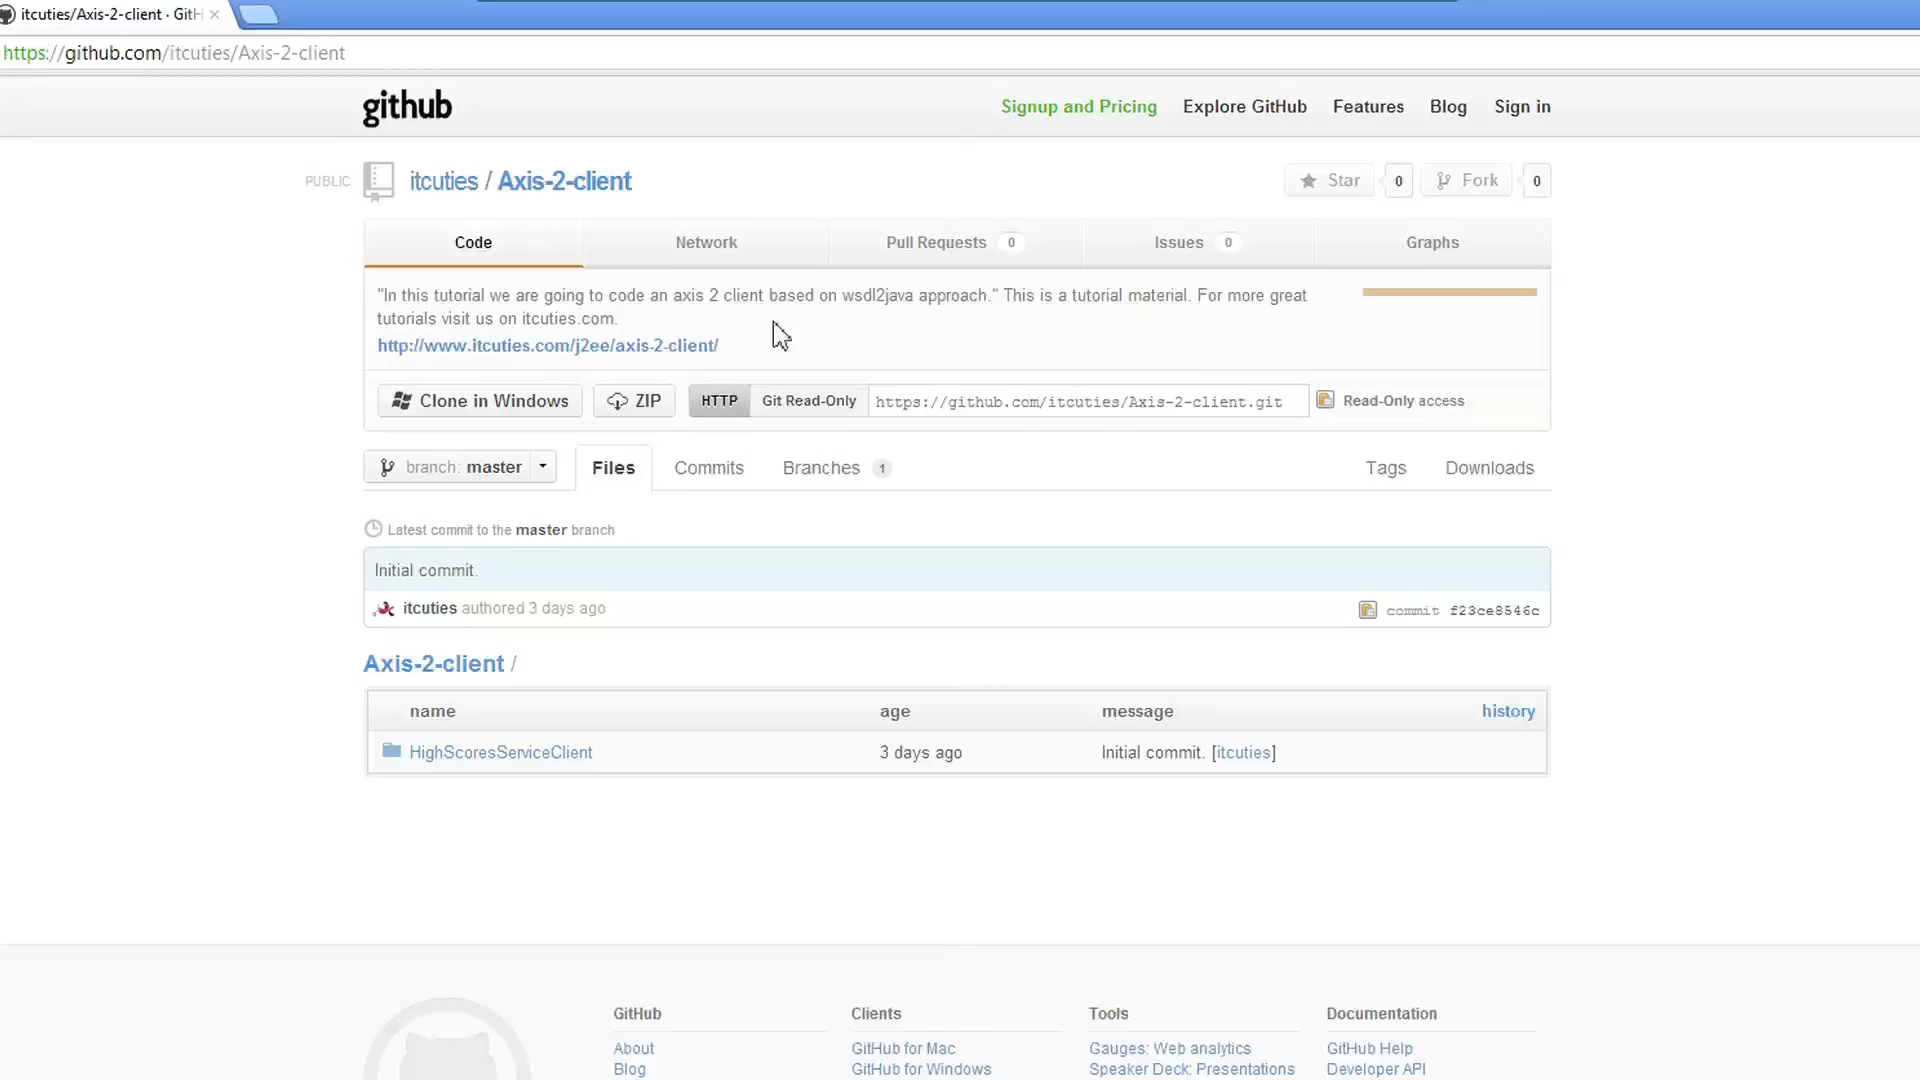 itcuties/Axis-2-client · GitH
https://github.com/itcuties/Axis-2-client
github
Signup and Pricing Explore GitHub Features Blog Sign in
PUBLIC itcuties / Axis-2-client
Star 0 Fork 0
Code Network Pull Requests 0 Issues 0 Graphs
"In this tutorial we are going to code an axis 2 client based on wsdl2java approach." This is a tutorial material. For more great
tutorials visit us on itcuties.com.
http://www.itcuties.com/j2ee/axis-2-client/
Clone in Windows ZIP HTTP Git Read-Only https://github.com/itcuties/Axis-2-client.git Read-Only access
branch: master Files Commits Branches 1 Tags Downloads
Latest commit to the master branch
Initial commit.
itcuties authored 3 days ago commit f23ce8546c
Axis-2-client /
name age message history
HighScoresServiceClient 3 days ago Initial commit. [itcuties]
GitHub Clients Tools Documentation
About GitHub for Mac Gauges: Web analytics GitHub Help
Blog GitHub for Windows Speaker Deck: Presentations Developer API